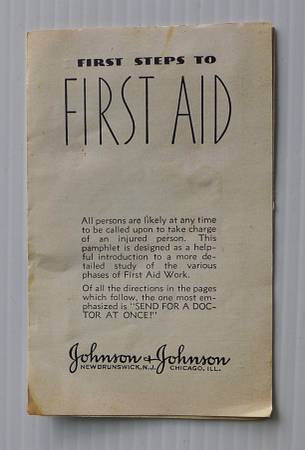 FIRST STEPS TO
FIRST AID
All persons are likely at any time
to be called upon to take charge
of an injured person. This
pamphlet is designed as a help-
ful introduction to a more de-
tailed study of the various
phases of First Aid Work.
Of all the directions in the pages
which follow, the one most em-
phasized is "SEND FOR A DOC-
TOR AT ONCE!"
Johnson & Johnson
NEW BRUNSWICK, N.J. CHICAGO, ILL.